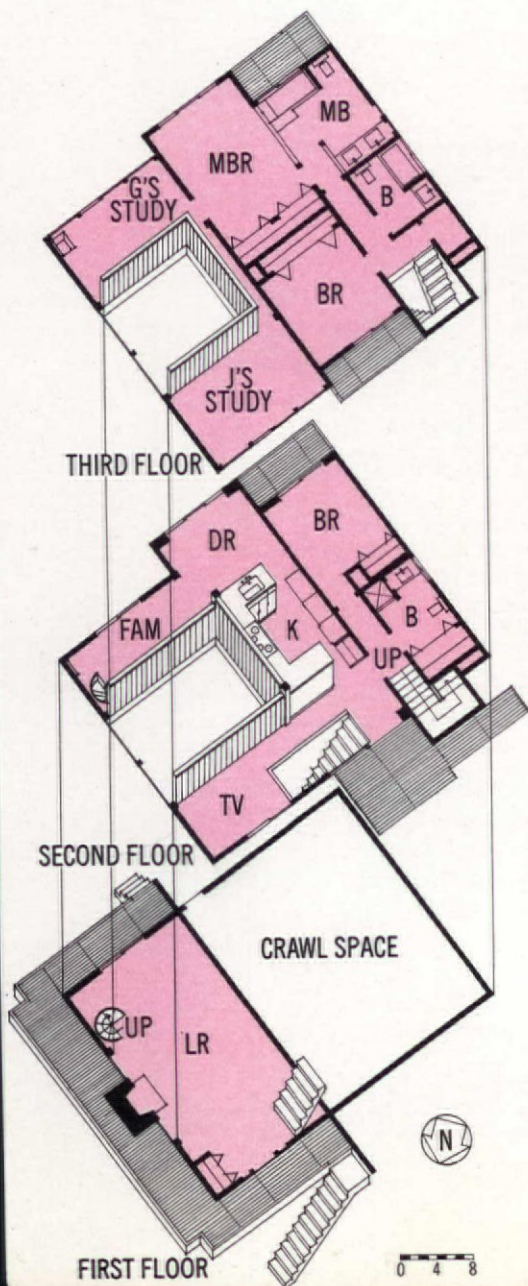 MB
MBR
B
G'S
STUDY
BR
J'S
STUDY
THIRD FLOOR
BR
DR
FAM
K
B
UP
TV
SECOND FLOOR
CRAWL SPACE
UP
LR
N
FIRST FLOOR
0 4 8